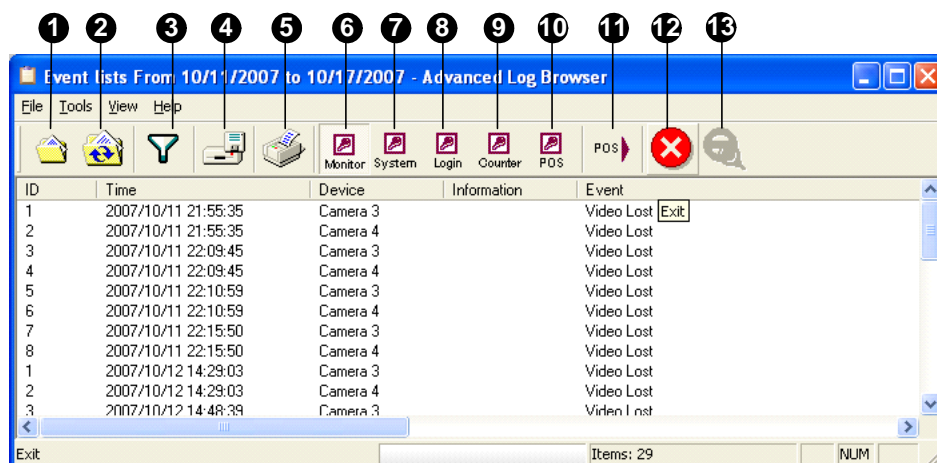 1 2 3 4 5 6 7 8 9 10 11 12 13
Event lists From 10/11/2007 to 10/17/2007 - Advanced Log Browser
File Tools View Help
Monitor System Login Counter POS POS
ID Time Device Information Event
1 2007/10/11 21:55:35 Camera 3 Video Lost Exit
2 2007/10/11 21:55:35 Camera 4 Video Lost
3 2007/10/11 22:09:45 Camera 3 Video Lost
4 2007/10/11 22:09:45 Camera 4 Video Lost
5 2007/10/11 22:10:59 Camera 3 Video Lost
6 2007/10/11 22:10:59 Camera 4 Video Lost
7 2007/10/11 22:15:50 Camera 3 Video Lost
8 2007/10/11 22:15:50 Camera 4 Video Lost
1 2007/10/12 14:29:03 Camera 3 Video Lost
2 2007/10/12 14:29:03 Camera 4 Video Lost
3 2007/10/12 14:48:39 Camera 3 Video Lost
Exit Items: 29 NUM